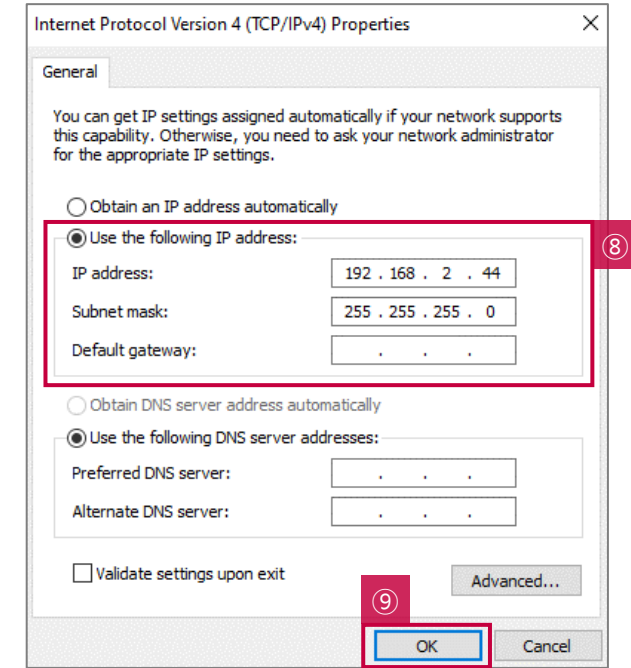 Internet Protocol Version 4 (TCP/IPv4) Properties
General
You can get IP settings assigned automatically if your network supports
this capability. Otherwise, you need to ask your network administrator
for the appropriate IP settings.
Obtain an IP address automatically
Use the following IP address:
⑧
IP address: 192 . 168 . 2 . 44
Subnet mask: 255 . 255 . 255 . 0
Default gateway: . . .
Obtain DNS server address automatically
Use the following DNS server addresses:
Preferred DNS server: . . .
Alternate DNS server: . . .
Validate settings upon exit
Advanced...
⑨
OK Cancel